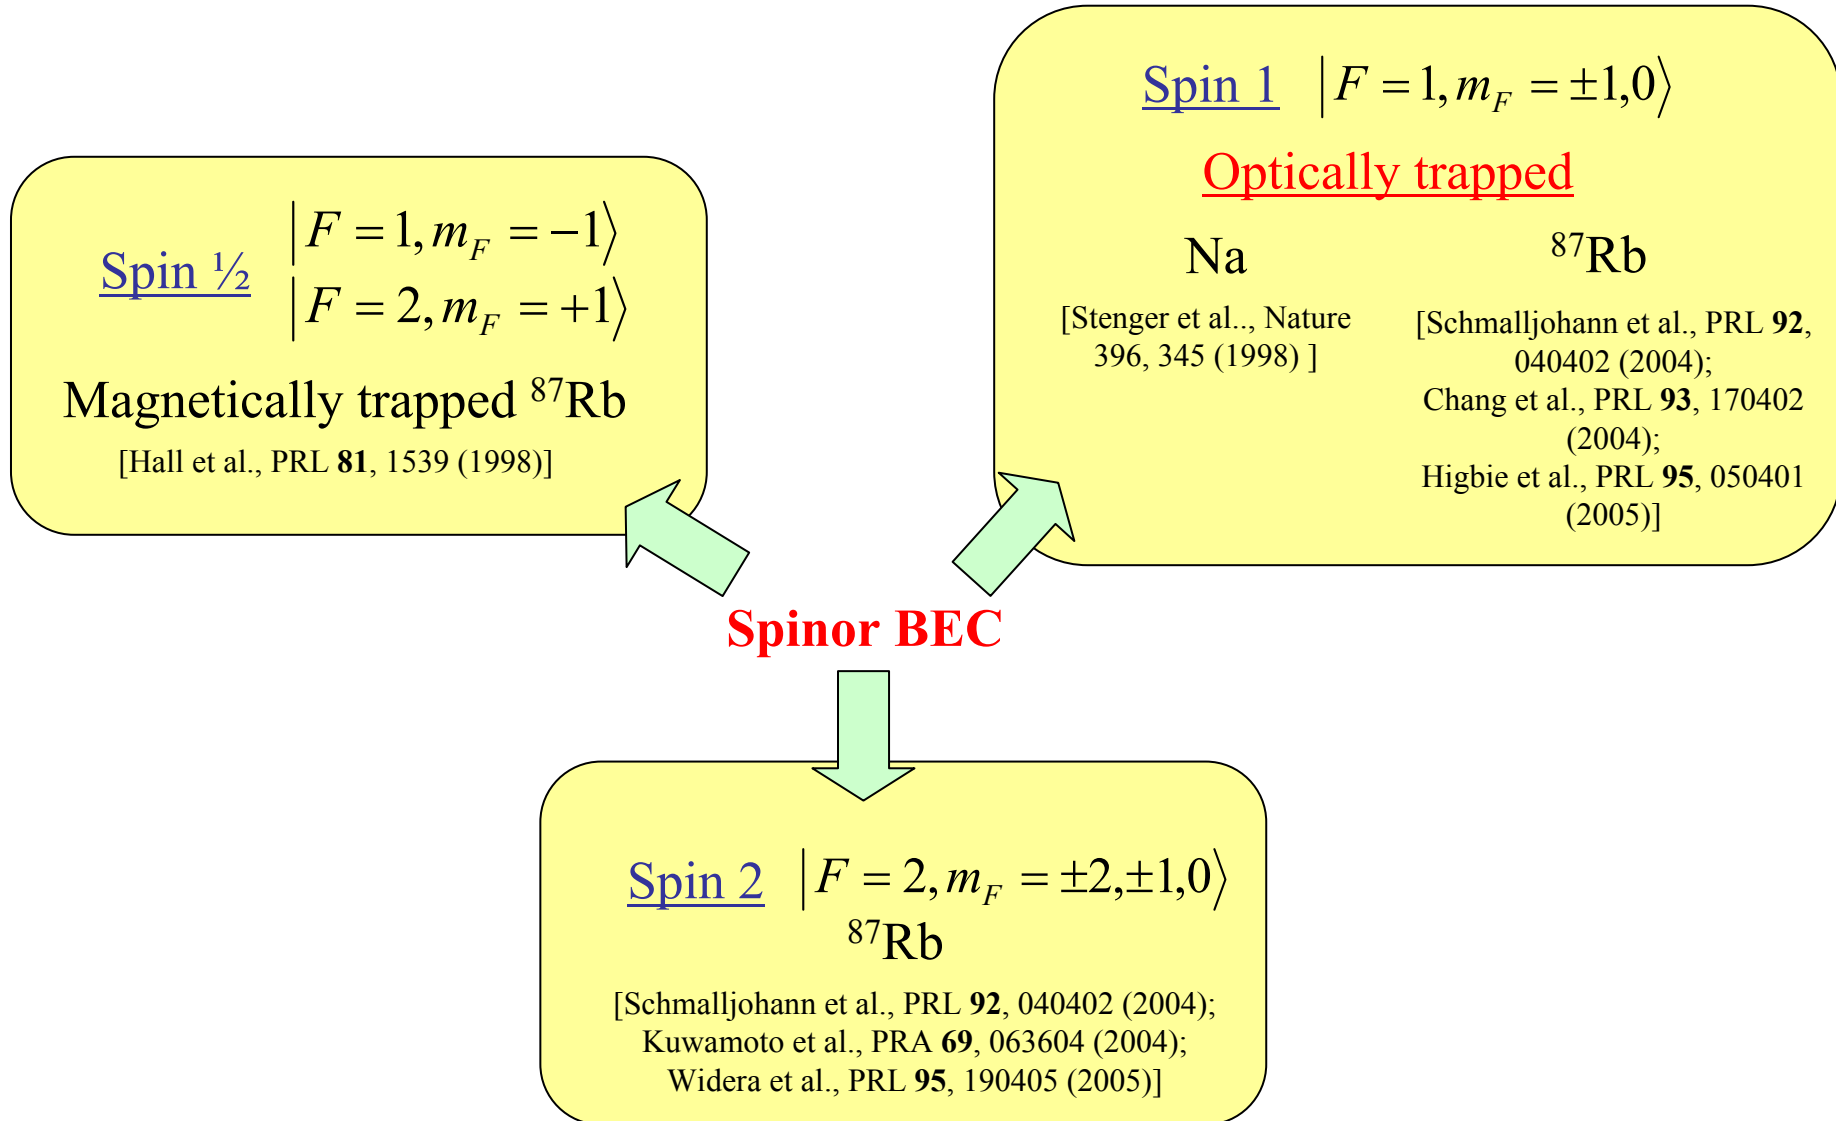 Spin 1 |F = 1, m_F = ±1,0⟩
Optically trapped
Na
[Stenger et al.., Nature
396, 345 (1998) ]
⁸⁷Rb
[Schmalljohann et al., PRL 92,
040402 (2004);
Chang et al., PRL 93, 170402
(2004);
Higbie et al., PRL 95, 050401
(2005)]
Spin ½
|F = 1, m_F = −1⟩
|F = 2, m_F = +1⟩
Magnetically trapped ⁸⁷Rb
[Hall et al., PRL 81, 1539 (1998)]
Spinor BEC
Spin 2 |F = 2, m_F = ±2,±1,0⟩
⁸⁷Rb
[Schmalljohann et al., PRL 92, 040402 (2004);
Kuwamoto et al., PRA 69, 063604 (2004);
Widera et al., PRL 95, 190405 (2005)]